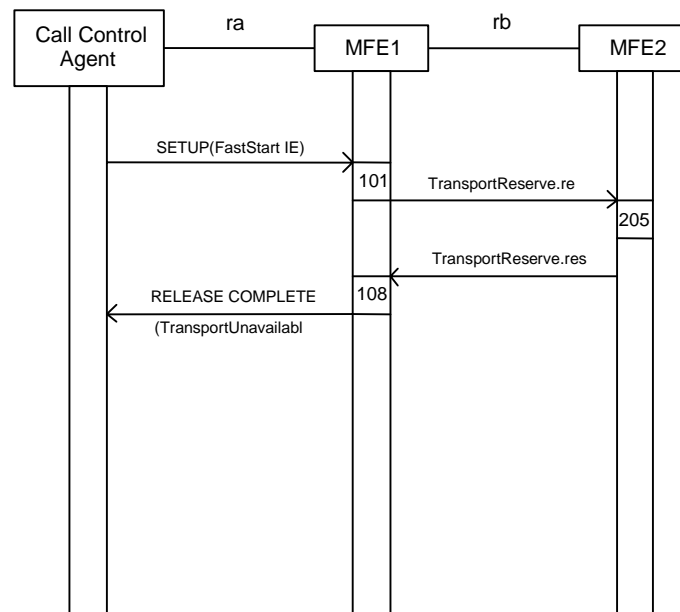 ra
rb
Call Control
Agent
MFE1
MFE2
SETUP(FastStart IE)
101
TransportReserve.re
205
TransportReserve.res
RELEASE COMPLETE
108
(TransportUnavailabl